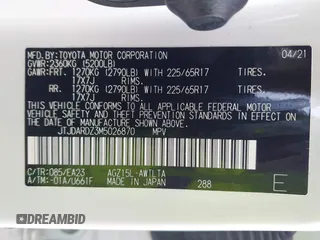 MFD.BY:TOYOTA MOTOR CORPORATION 04/21
GVWR:2360KG (5200LB)
GAWR:FRT. 1270KG (2790LB) WITH 225/65R17 TIRES.
17X7J RIMS.
RR. 1270KG (2790LB) WITH 225/65R17 TIRES.
17X7J RIMS.
THIS VEHICLE CONFORMS TO ALL APPLICABLE
FEDERAL MOTOR VEHICLE SAFETY AND
THEFT PREVENTION STANDARDS IN EFFECT ON
THE DATE OF MANUFACTURE SHOWN ABOVE.
JTJDARDZ3M5026870 MPV
C/TR:085/EA23 AGZ15L-AWTLTA
A/TM:-01A/U661F MADE IN JAPAN 288 E
DREAMBID